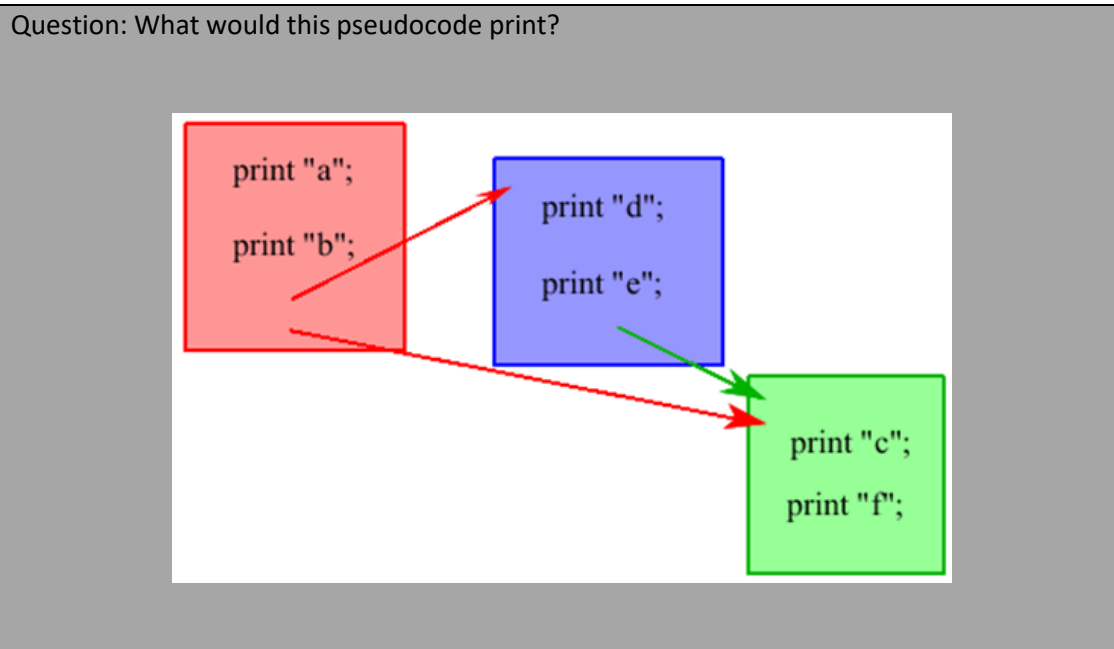 Question: What would this pseudocode print?
print "a";
print "b";
print "d";
print "e";
print "c";
print "f";